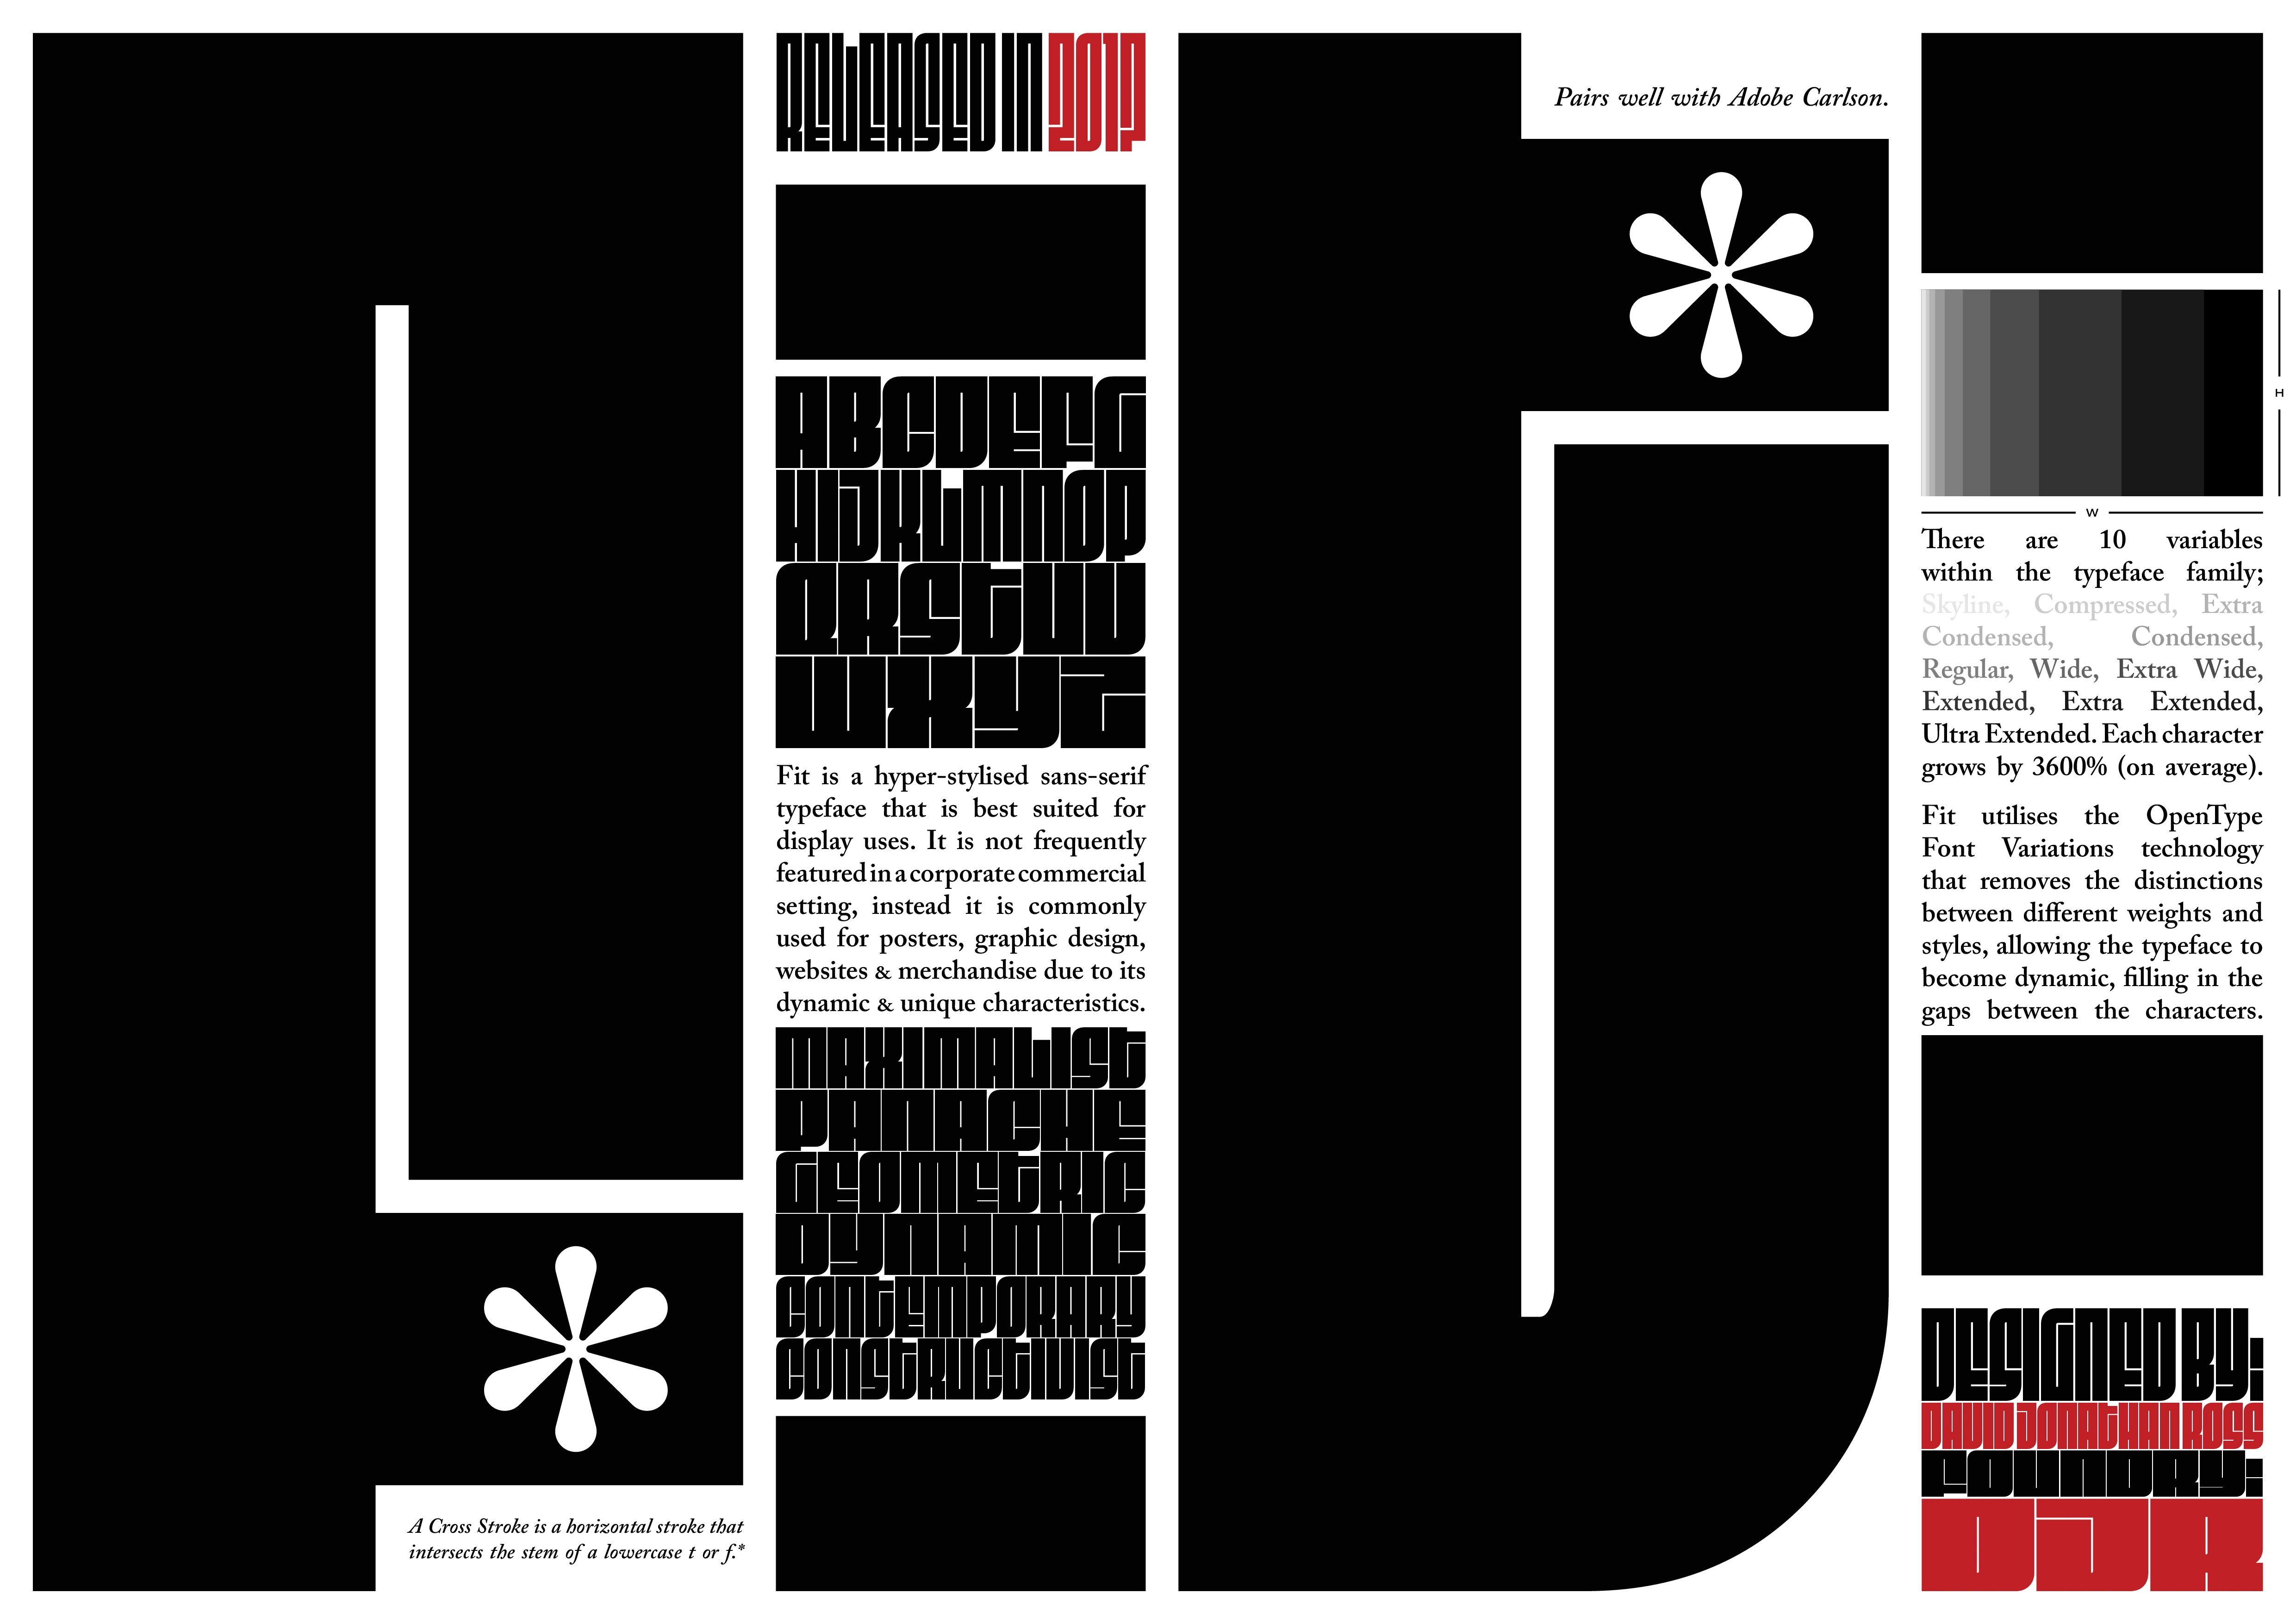 RELEASED IN 2017
ABCDEFG
HIJKLMNOP
QRSTUV
WXYZ
Fit is a hyper-stylised sans-serif
typeface that is best suited for
display uses. It is not frequently
featured in a corporate commercial
setting, instead it is commonly
used for posters, graphic design,
websites & merchandise due to its
dynamic & unique characteristics.
MAXIMALIST
PANACHE
GEOMETRIC
DYNAMIC
CONTEMPORARY
CONSTRUCTIVIST
A Cross Stroke is a horizontal stroke that
intersects the stem of a lowercase t or f.*
Pairs well with Adobe Carlson.
H
W
There are 10 variables
within the typeface family;
Skyline, Compressed, Extra
Condensed, Condensed,
Regular, Wide, Extra Wide,
Extended, Extra Extended,
Ultra Extended. Each character
grows by 3600% (on average).
Fit utilises the OpenType
Font Variations technology
that removes the distinctions
between different weights and
styles, allowing the typeface to
become dynamic, filling in the
gaps between the characters.
DESIGNED BY:
DAVID JONATHAN ROSS
FOUNDRY:
DJR